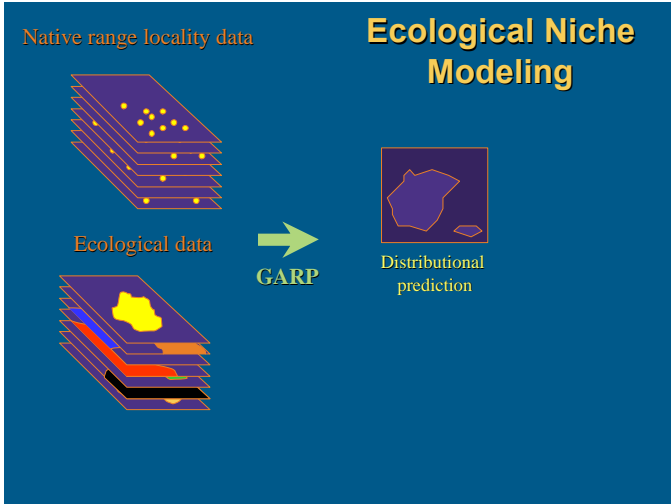 Ecological Niche
Modeling
Native range locality data
Ecological data
GARP
Distributional
prediction